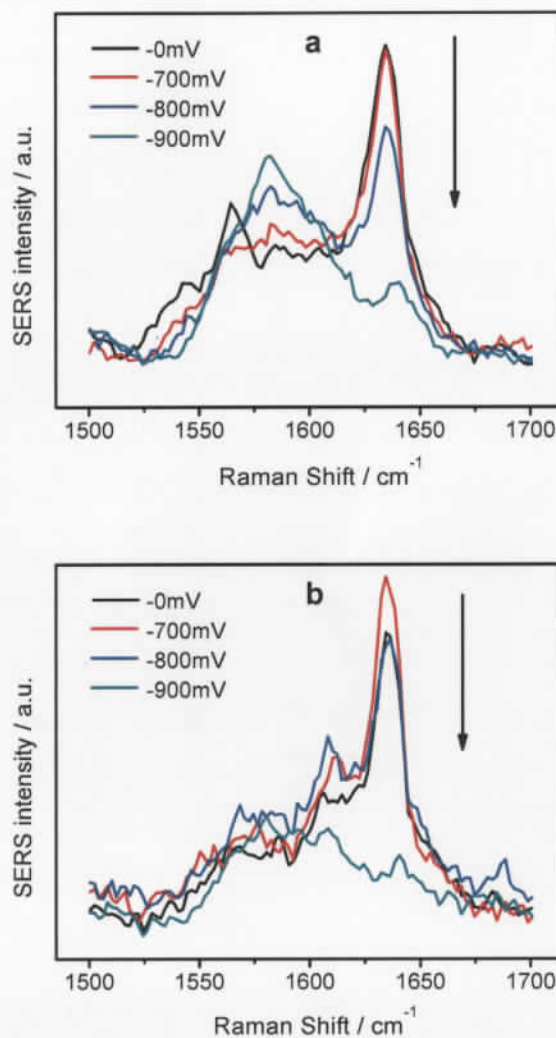 a
-0mV
-700mV
-800mV
-900mV
SERS intensity / a.u.
1500 1550 1600 1650 1700
Raman Shift / cm⁻¹
b
-0mV
-700mV
-800mV
-900mV
SERS intensity / a.u.
1500 1550 1600 1650 1700
Raman Shift / cm⁻¹